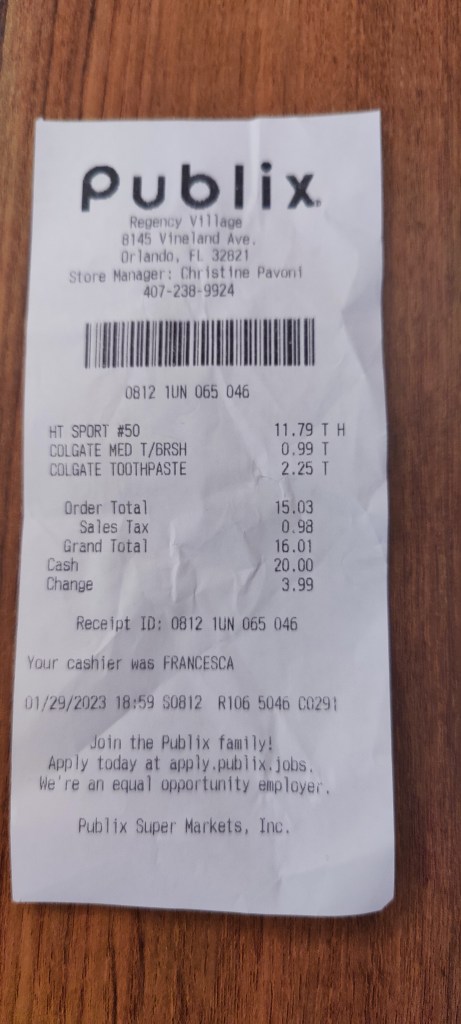 Publix.
Regency Village
8145 Vineland Ave.
Orlando, FL 32821
Store Manager: Christine Pavoni
407-238-9924
0812 1UN 065 046
HT SPORT #50 11.79 T H
COLGATE MED T/BRSH 0.99 T
COLGATE TOOTHPASTE 2.25 T
Order Total 15.03
Sales Tax 0.98
Grand Total 16.01
Cash 20.00
Change 3.99
Receipt ID: 0812 1UN 065 046
Your cashier was FRANCESCA
01/29/2023 18:59 S0812 R106 5046 C0291
Join the Publix family!
Apply today at apply.publix.jobs.
We're an equal opportunity employer.
Publix Super Markets, Inc.